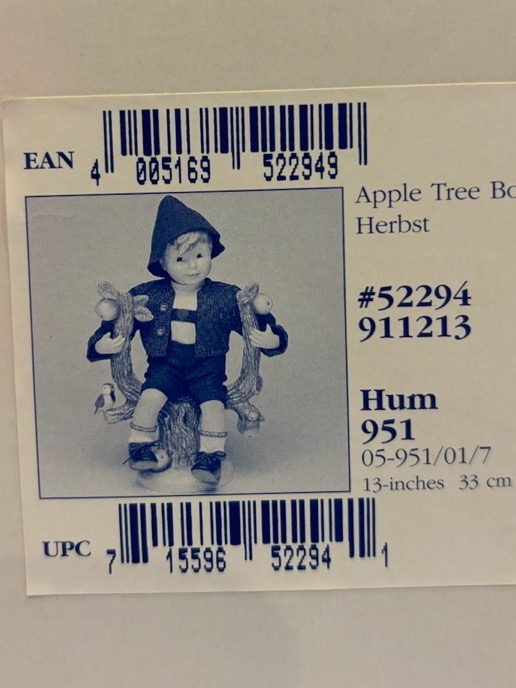 EAN
4 005169 522949
Apple Tree Bo
Herbst
#52294
911213
Hum
951
05-951/01/7
13-inches 33 cm
UPC
7 15596 52294 1